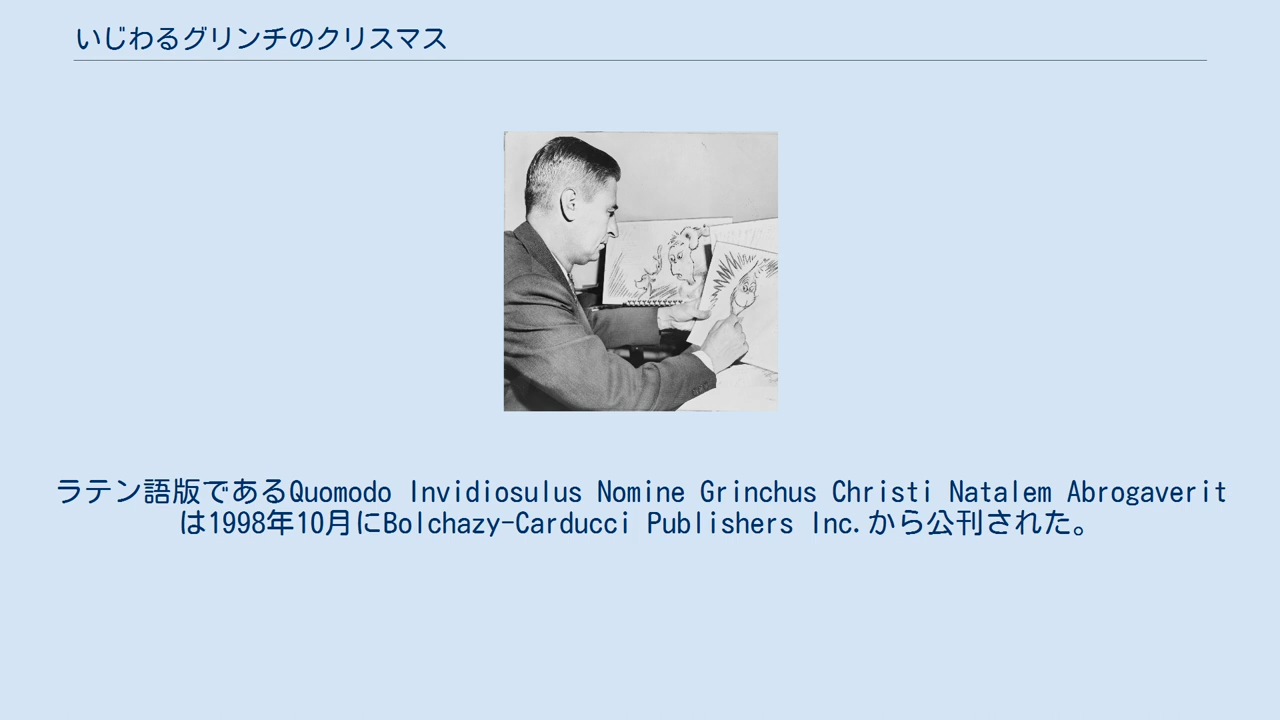 いじわるグリンチのクリスマス
ラテン語版であるQuomodo Invidiosulus Nomine Grinchus Christi Natalem Abrogaverit
は1998年10月にBolchazy-Carducci Publishers Inc.から公刊された。